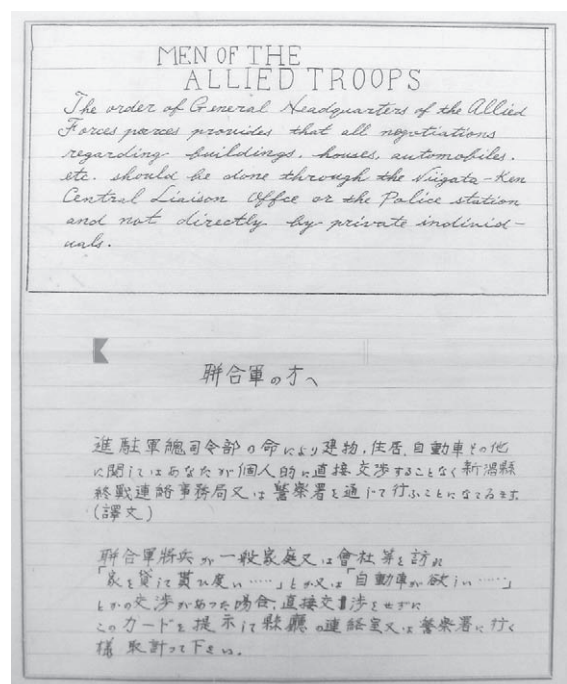 MEN OF THE
ALLIED TROOPS
The order of General Headquarters of the Allied
Forces parces provides that all negotiations
regarding buildings, houses, automobiles.
etc. should be done through the Niigata-Ken
Central Liaison Offce or the Police station
and not directly by private individ-
uals.
聨合軍の方へ
進駐軍総司令部の命により建物、住居、自動車その他
に関してはあなたが個人的に直接交渉することなく新潟縣
終戰連絡事務局又は警察署を通して行ふことになってゐます
(譯文)
聨合軍將兵が一般家庭又は會社等を訪れ
「家を貸して貰ひ度い……」とか又は「自動車が欲しい……」
とかの交渉があった場合、直接交渉をせずに
このカードを提示して縣廳の連絡室又は警察署に行く
様取計って下さい。